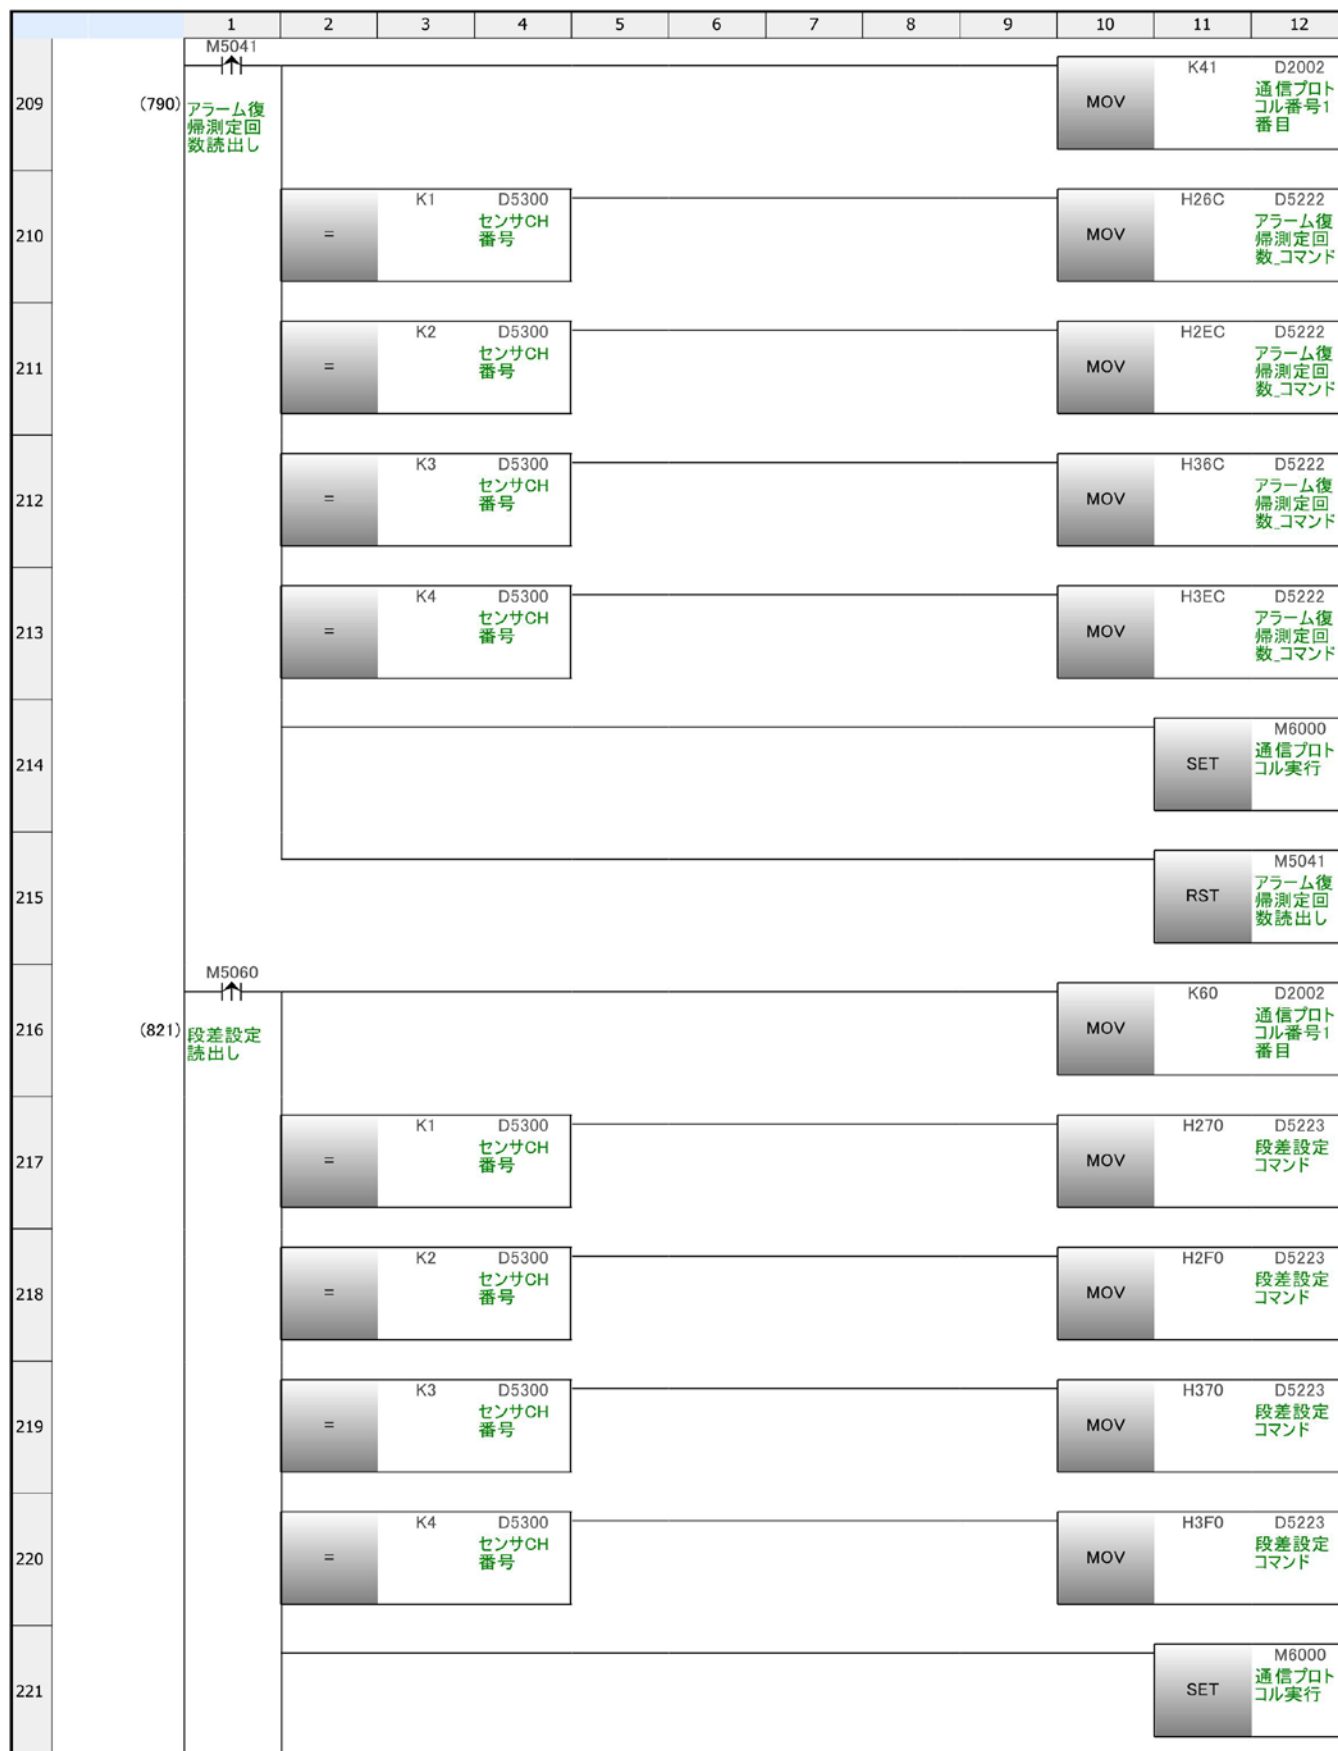 1 2 3 4 5 6 7 8 9 10 11 12
M5041
209 (790)
アラーム復
帰測定回
数読出し
MOV K41 D2002
通信プロト
コル番号1
番目
210
= K1 D5300
センサCH
番号
MOV H26C D5222
アラーム復
帰測定回
数_コマンド
211
= K2 D5300
センサCH
番号
MOV H2EC D5222
アラーム復
帰測定回
数_コマンド
212
= K3 D5300
センサCH
番号
MOV H36C D5222
アラーム復
帰測定回
数_コマンド
213
= K4 D5300
センサCH
番号
MOV H3EC D5222
アラーム復
帰測定回
数_コマンド
214
SET M6000
通信プロト
コル実行
215
RST M5041
アラーム復
帰測定回
数読出し
M5060
216 (821)
段差設定
読出し
MOV K60 D2002
通信プロト
コル番号1
番目
217
= K1 D5300
センサCH
番号
MOV H270 D5223
段差設定
コマンド
218
= K2 D5300
センサCH
番号
MOV H2F0 D5223
段差設定
コマンド
219
= K3 D5300
センサCH
番号
MOV H370 D5223
段差設定
コマンド
220
= K4 D5300
センサCH
番号
MOV H3F0 D5223
段差設定
コマンド
221
SET M6000
通信プロト
コル実行